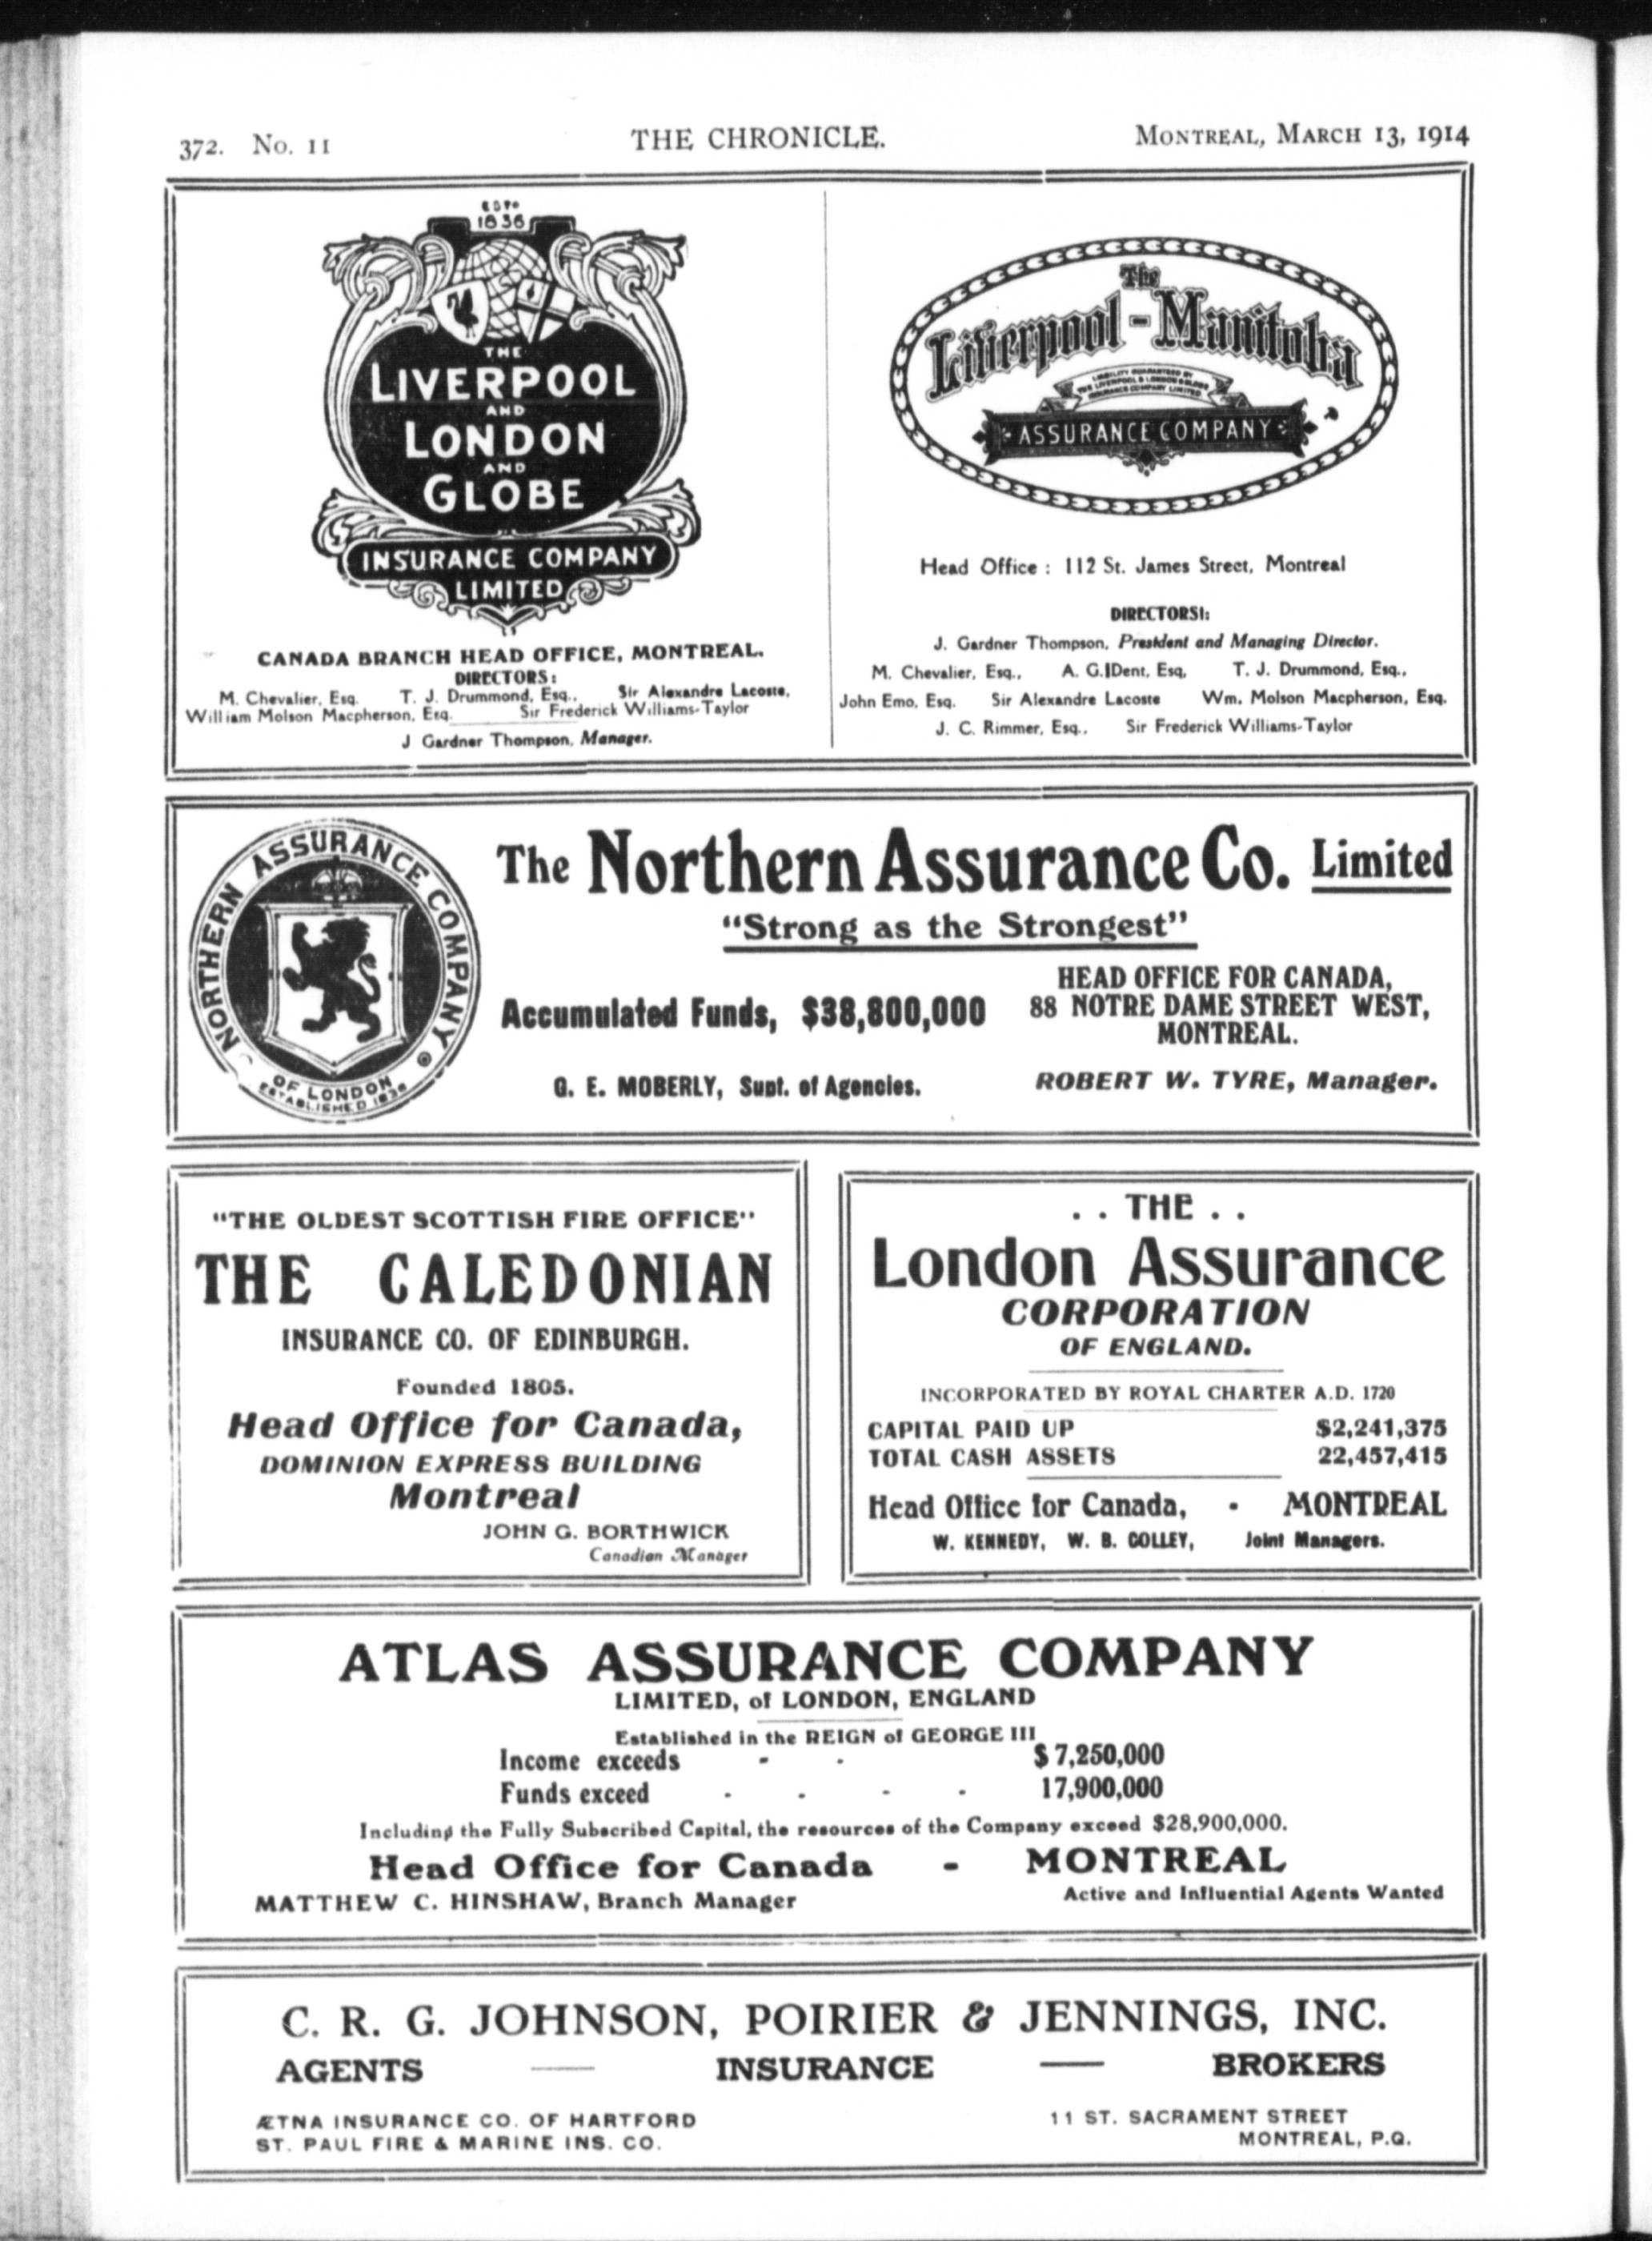 372. No. 11 THE CHRONICLE. MONTREAL, MARCH 13, 1914
ESTD
1836
THE
LIVERPOOL
AND
LONDON
AND
GLOBE
INSURANCE COMPANY
LIMITED
CANADA BRANCH HEAD OFFICE, MONTREAL.
DIRECTORS:
M. Chevalier, Esq. T. J. Drummond, Esq., Sir Alexandre Lacoste,
William Molson Macpherson, Esq. Sir Frederick Williams-Taylor
J Gardner Thompson, Manager.
The
Liverpool-Manitoba
LIABILITY GUARANTEED BY
THE LIVERPOOL & LONDON & GLOBE
INSURANCE COMPANY LIMITED
ASSURANCE COMPANY
Head Office : 112 St. James Street, Montreal
DIRECTORS:
J. Gardner Thompson, President and Managing Director.
M. Chevalier, Esq., A. G. Dent, Esq, T. J. Drummond, Esq.,
John Emo, Esq. Sir Alexandre Lacoste Wm. Molson Macpherson, Esq.
J. C. Rimmer, Esq., Sir Frederick Williams-Taylor
NORTHERN ASSURANCE COMPANY
OF LONDON
ESTABLISHED 1836
The Northern Assurance Co. Limited
"Strong as the Strongest"
Accumulated Funds, $38,800,000
G. E. MOBERLY, Supt. of Agencies.
HEAD OFFICE FOR CANADA,
88 NOTRE DAME STREET WEST,
MONTREAL.
ROBERT W. TYRE, Manager.
"THE OLDEST SCOTTISH FIRE OFFICE"
THE CALEDONIAN
INSURANCE CO. OF EDINBURGH.
Founded 1805.
Head Office for Canada,
DOMINION EXPRESS BUILDING
Montreal
JOHN G. BORTHWICK
Canadian Manager
. . THE . .
London Assurance
CORPORATION
OF ENGLAND.
INCORPORATED BY ROYAL CHARTER A.D. 1720
CAPITAL PAID UP $2,241,375
TOTAL CASH ASSETS 22,457,415
Head Office for Canada, - MONTREAL
W. KENNEDY, W. B. COLLEY, Joint Managers.
ATLAS ASSURANCE COMPANY
LIMITED, of LONDON, ENGLAND
Established in the REIGN of GEORGE III
Income exceeds - - $ 7,250,000
Funds exceed - - - - 17,900,000
Including the Fully Subscribed Capital, the resources of the Company exceed $28,900,000.
Head Office for Canada - MONTREAL
MATTHEW C. HINSHAW, Branch Manager Active and Influential Agents Wanted
C. R. G. JOHNSON, POIRIER & JENNINGS, INC.
AGENTS — INSURANCE — BROKERS
ÆTNA INSURANCE CO. OF HARTFORD
ST. PAUL FIRE & MARINE INS. CO.
11 ST. SACRAMENT STREET
MONTREAL, P.Q.